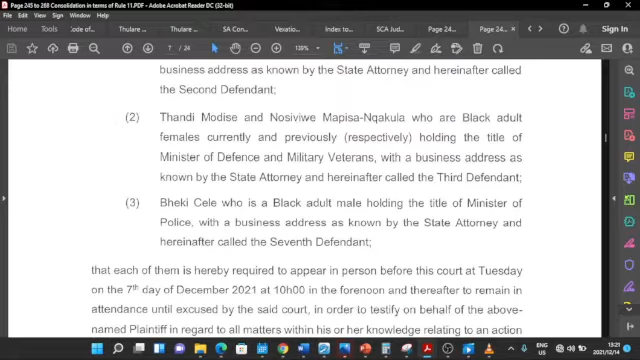 Page 245 to 288 Consolidation in terms of Rule 11.PDF - Adobe Acrobat Reader DC (32-bit)
File Edit View Sign Window Help
Thulare ...
Thulare ...
SA Con...
Vexatio...
Index to...
SCA Jud...
Page 24...
Page 24...
Sign In
7 / 24
139%
business address as known by the State Attorney and hereinafter called
the Second Defendant;
(2) Thandi Modise and Nosiviwe Mapisa-Nqakula who are Black adult
females currently and previously (respectively) holding the title of
Minister of Defence and Military Veterans, with a business address as
known by the State Attorney and hereinafter called the Third Defendant;
(3) Bheki Cele who is a Black adult male holding the title of Minister of
Police, with a business address as known by the State Attorney and
hereinafter called the Seventh Defendant;
that each of them is hereby required to appear in person before this court at Tuesday
on the 7th day of December 2021 at 10h00 in the forenoon and thereafter to remain in
attendance until excused by the said court, in order to testify on behalf of the above-
named Plaintiff in regard to all matters within his or her knowledge relating to an action
ENG
US
13:21
2021/12/14